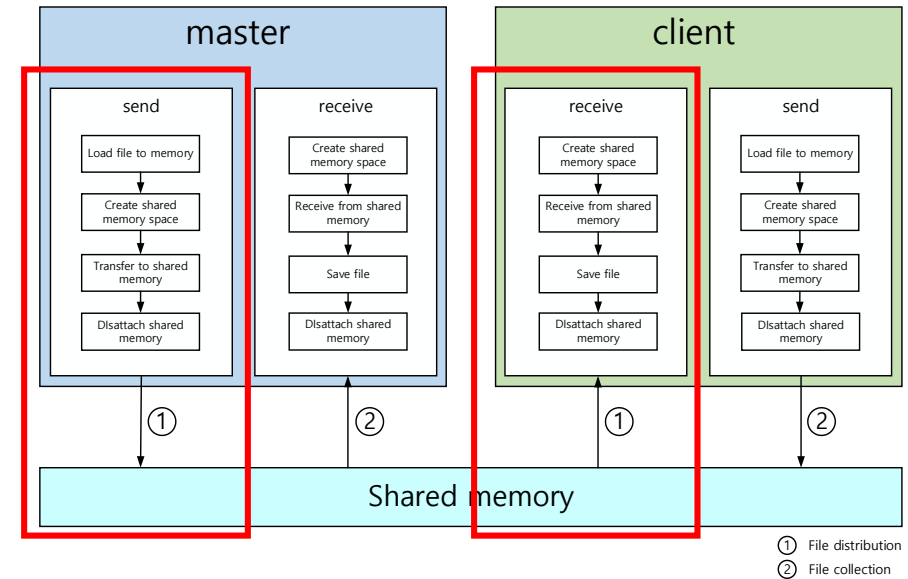 master
send
Load file to memory
Create shared
memory space
Transfer to shared
memory
DIsattach shared
memory
receive
Create shared
memory space
Receive from shared
memory
Save file
DIsattach shared
memory
client
receive
Create shared
memory space
Receive from shared
memory
Save file
DIsattach shared
memory
send
Load file to memory
Create shared
memory space
Transfer to shared
memory
DIsattach shared
memory
1
2
1
2
Shared memory
1 File distribution
2 File collection